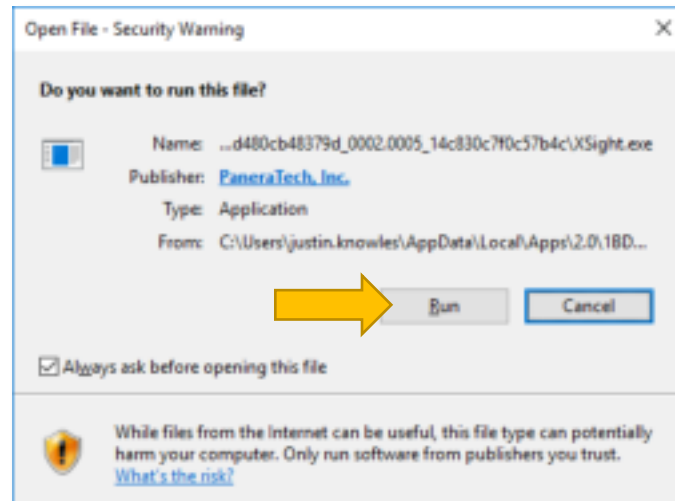 Open File - Security Warning
Do you want to run this file?
Name: ...d480cb48379d_0002.0005_14c830c7f0c57b4c\XSight.exe
Publisher: PaneraTech, Inc.
Type: Application
From: C:\Users\justin.knowles\AppData\Local\Apps\2.0\1BD...
Run Cancel
Always ask before opening this file
While files from the Internet can be useful, this file type can potentially
harm your computer. Only run software from publishers you trust.
What's the risk?